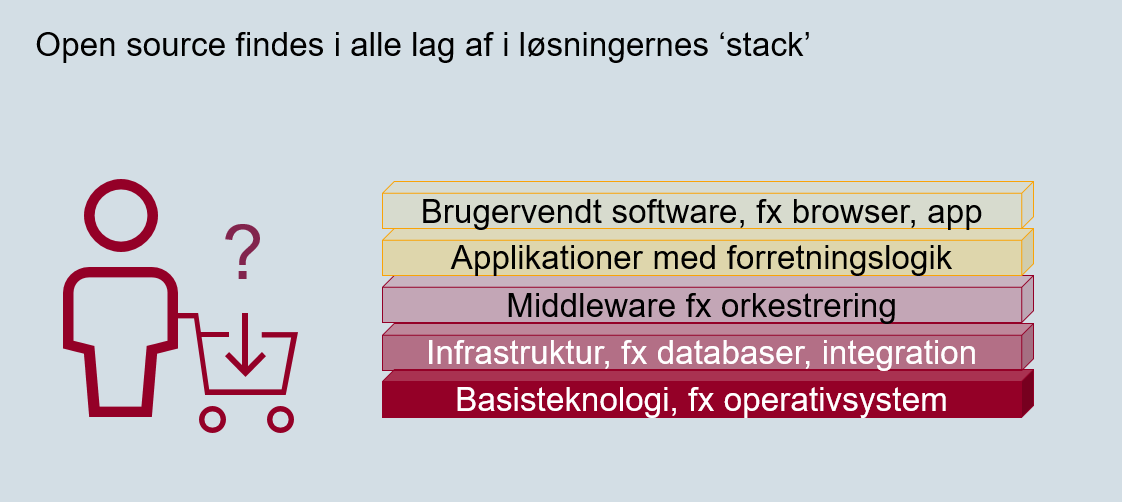 Open source findes i alle lag af i løsningernes ‘stack’
?
Brugervendt software, fx browser, app
Applikationer med forretningslogik
Middleware fx orkestrering
Infrastruktur, fx databaser, integration
Basisteknologi, fx operativsystem